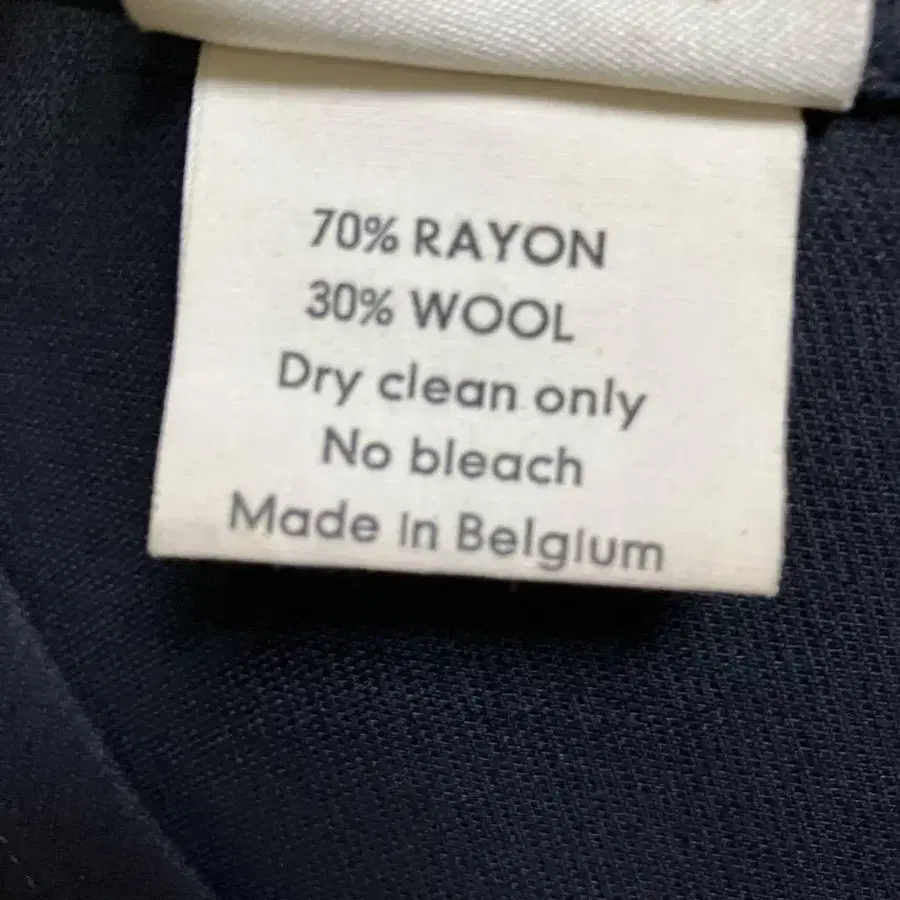 70% RAYON
30% WOOL
Dry clean only
No bleach
Made in Belgium